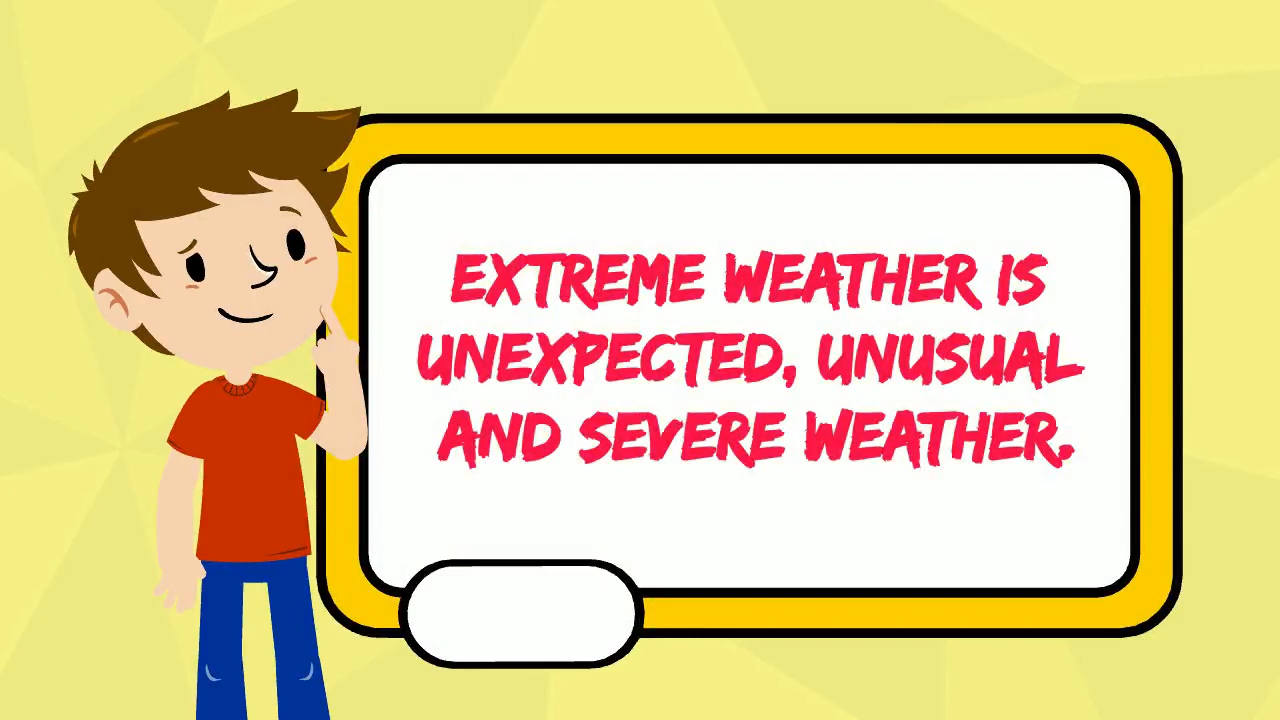 EXTREME WEATHER IS
UNEXPECTED, UNUSUAL
AND SEVERE WEATHER.